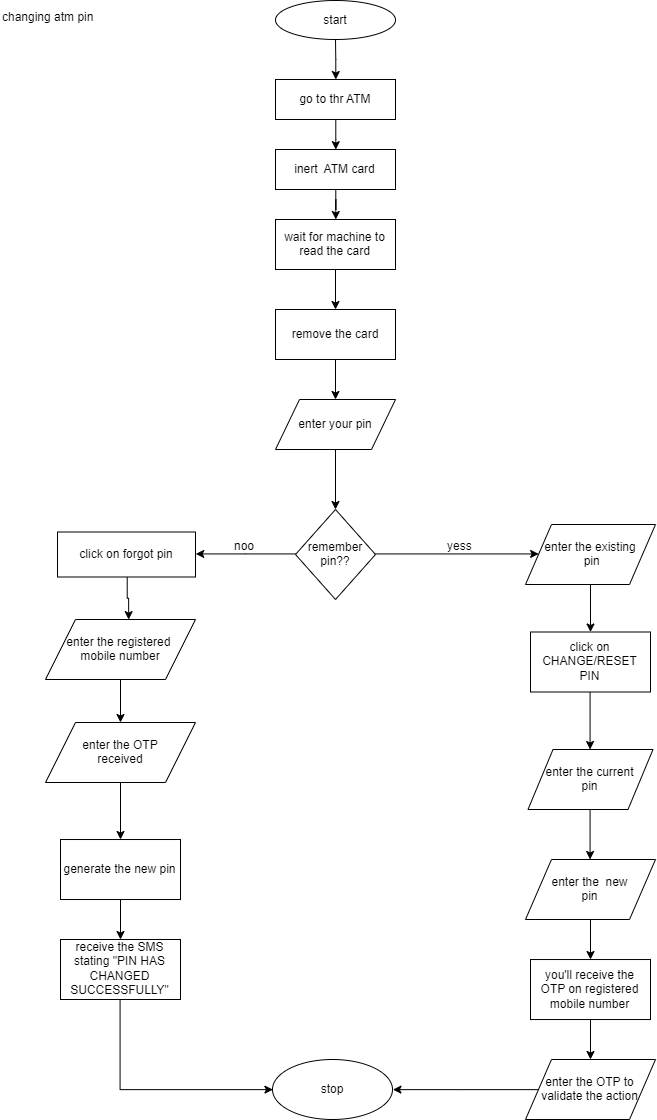 changing atm pin
start
go to thr ATM
inert  ATM card
wait for machine to
read the card
remove the card
enter your pin
remember
pin??
noo
yess
click on forgot pin
enter the registered
mobile number
enter the OTP
received
generate the new pin
receive the SMS
stating "PIN HAS
CHANGED
SUCCESSFULLY"
enter the existing
pin
click on
CHANGE/RESET
PIN
enter the current
pin
enter the  new
pin
you'll receive the
OTP on registered
mobile number
enter the OTP to
validate the action
stop